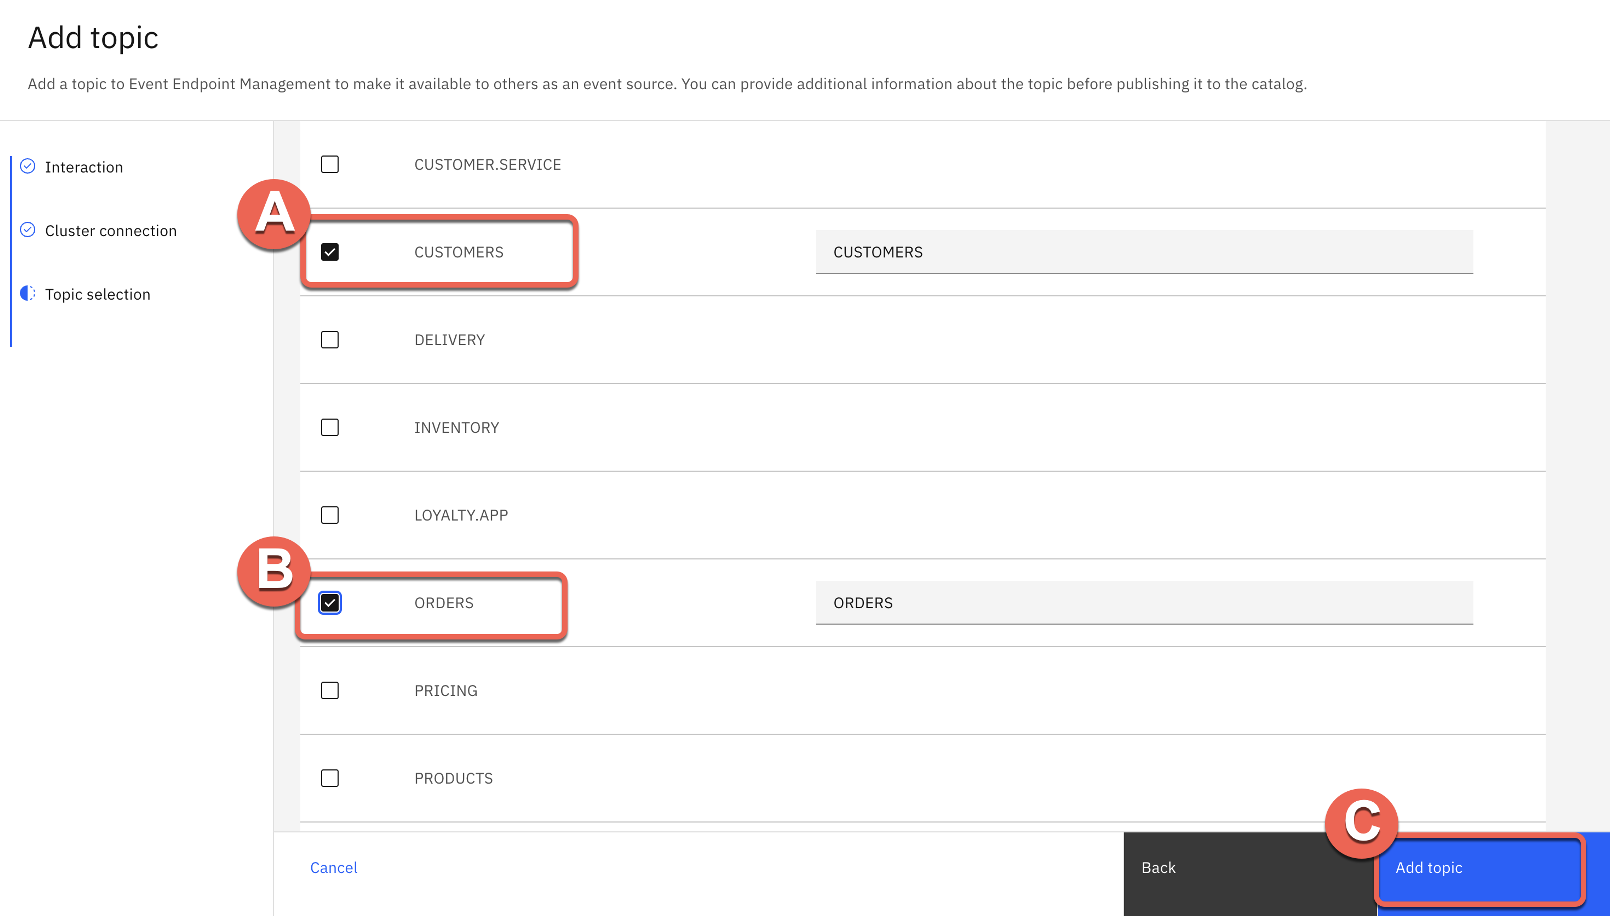 Add topic
Add a topic to Event Endpoint Management to make it available to others as an event source. You can provide additional information about the topic before publishing it to the catalog.
Interaction
Cluster connection
Topic selection
CUSTOMER.SERVICE
A
CUSTOMERS CUSTOMERS
DELIVERY
INVENTORY
LOYALTY.APP
B
ORDERS ORDERS
PRICING
PRODUCTS
C
Cancel Back Add topic